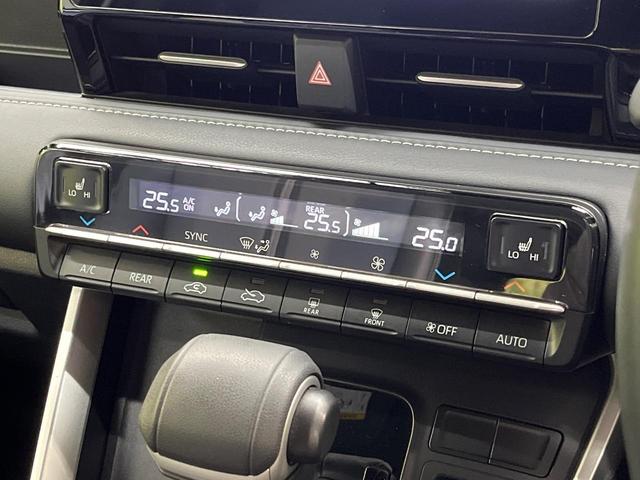 LO HI
25.5 A/C ON
REAR
25.5
25.0
LO HI
SYNC
A/C
REAR
REAR
FRONT
OFF
AUTO